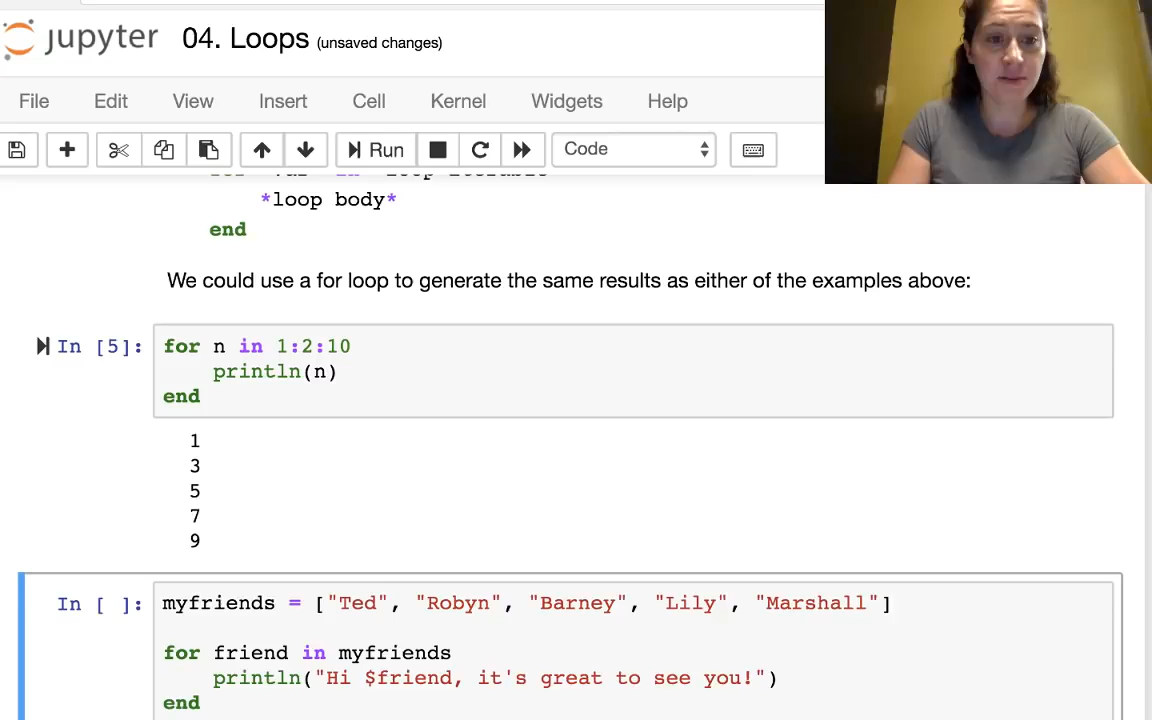 jupyter 04. Loops (unsaved changes)
File Edit View Insert Cell Kernel Widgets Help
Run Code
*loop body*
end
We could use a for loop to generate the same results as either of the examples above:
In [5]: for n in 1:2:10
println(n)
end
1
3
5
7
9
In [ ]: myfriends = ["Ted", "Robyn", "Barney", "Lily", "Marshall"]
for friend in myfriends
println("Hi $friend, it's great to see you!")
end